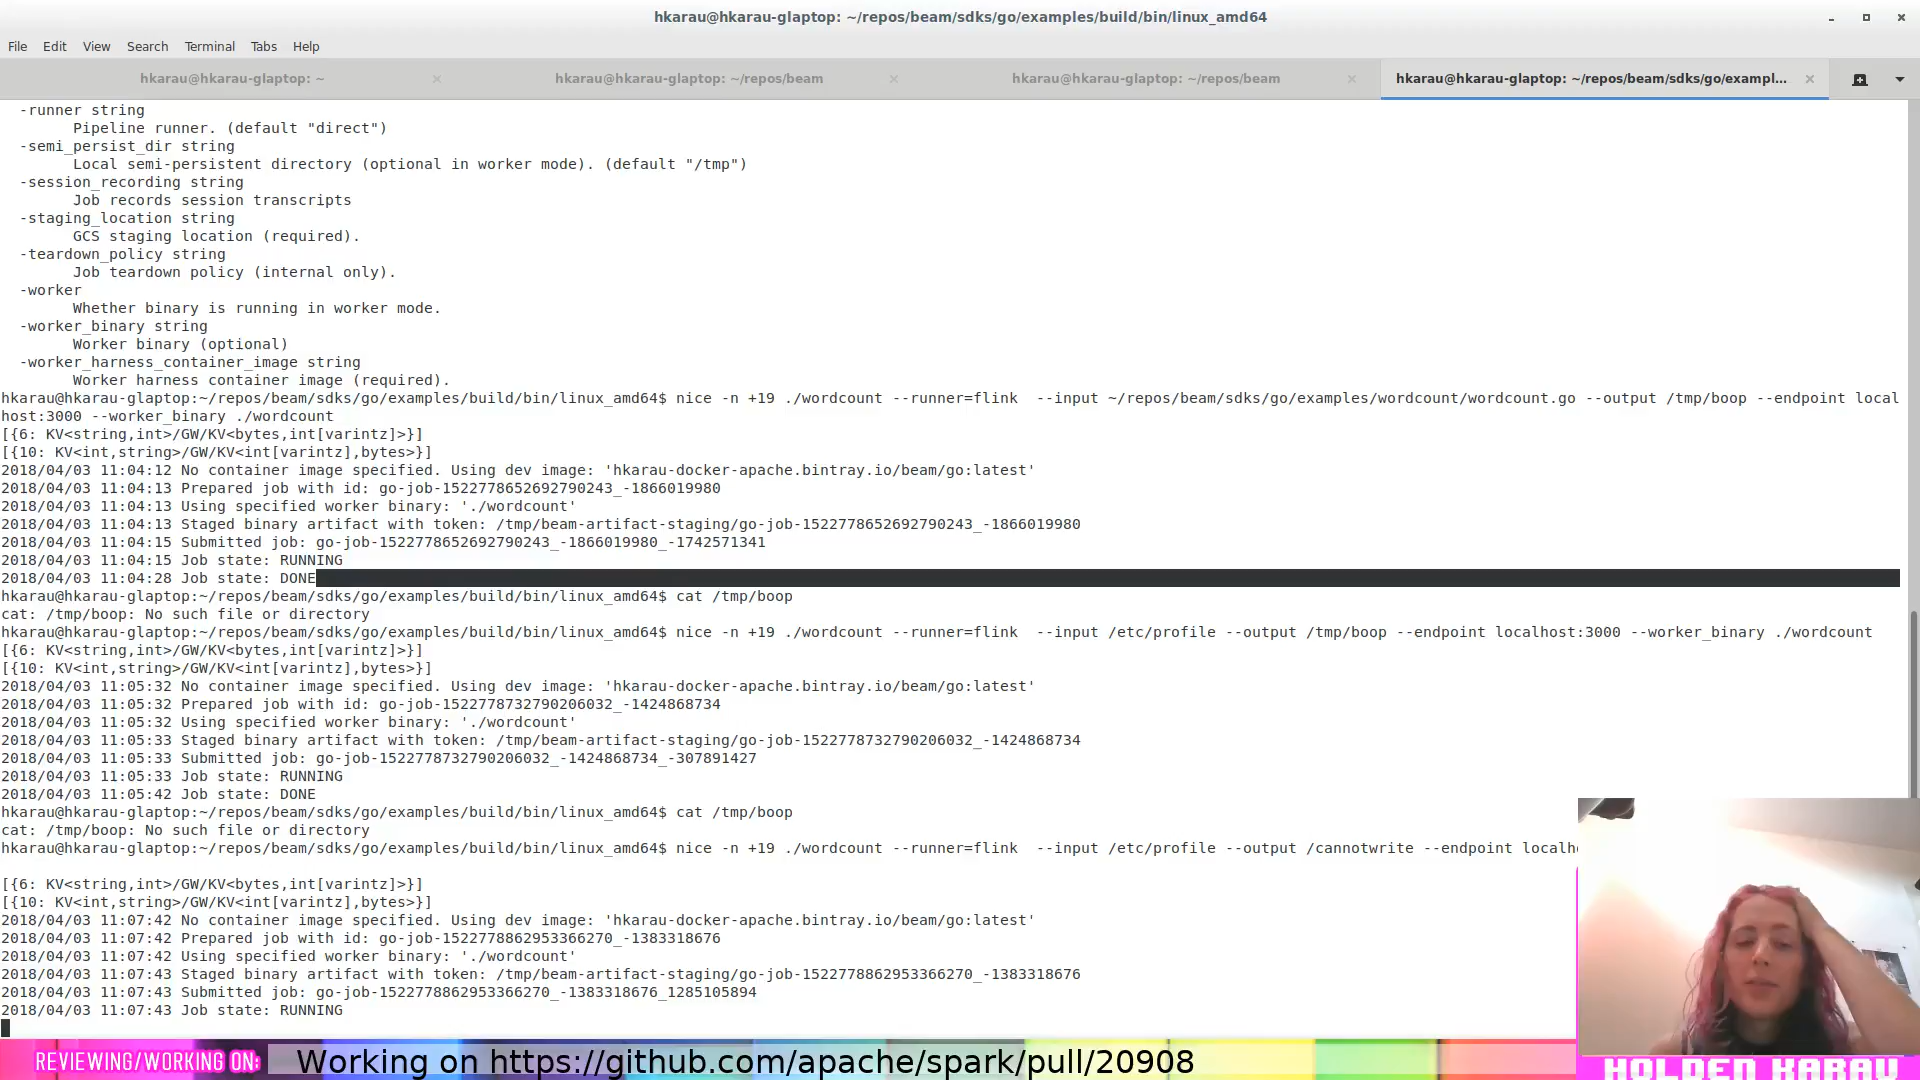 hkarau@hkarau-glaptop: ~/repos/beam/sdks/go/examples/build/bin/linux_amd64
File Edit View Search Terminal Tabs Help
hkarau@hkarau-glaptop: ~
hkarau@hkarau-glaptop: ~/repos/beam
hkarau@hkarau-glaptop: ~/repos/beam
hkarau@hkarau-glaptop: ~/repos/beam/sdks/go/exampl...
-runner string
Pipeline runner. (default "direct")
-semi_persist_dir string
Local semi-persistent directory (optional in worker mode). (default "/tmp")
-session_recording string
Job records session transcripts
-staging_location string
GCS staging location (required).
-teardown_policy string
Job teardown policy (internal only).
-worker
Whether binary is running in worker mode.
-worker_binary string
Worker binary (optional)
-worker_harness_container_image string
Worker harness container image (required).
hkarau@hkarau-glaptop:~/repos/beam/sdks/go/examples/build/bin/linux_amd64$ nice -n +19 ./wordcount --runner=flink  --input ~/repos/beam/sdks/go/examples/wordcount/wordcount.go --output /tmp/boop --endpoint local
host:3000 --worker_binary ./wordcount
[{6: KV<string,int>/GW/KV<bytes,int[varintz]>}]
[{10: KV<int,string>/GW/KV<int[varintz],bytes>}]
2018/04/03 11:04:12 No container image specified. Using dev image: 'hkarau-docker-apache.bintray.io/beam/go:latest'
2018/04/03 11:04:13 Prepared job with id: go-job-1522778652692790243_-1866019980
2018/04/03 11:04:13 Using specified worker binary: './wordcount'
2018/04/03 11:04:13 Staged binary artifact with token: /tmp/beam-artifact-staging/go-job-1522778652692790243_-1866019980
2018/04/03 11:04:15 Submitted job: go-job-1522778652692790243_-1866019980_-1742571341
2018/04/03 11:04:15 Job state: RUNNING
2018/04/03 11:04:28 Job state: DONE
hkarau@hkarau-glaptop:~/repos/beam/sdks/go/examples/build/bin/linux_amd64$ cat /tmp/boop
cat: /tmp/boop: No such file or directory
hkarau@hkarau-glaptop:~/repos/beam/sdks/go/examples/build/bin/linux_amd64$ nice -n +19 ./wordcount --runner=flink  --input /etc/profile --output /tmp/boop --endpoint localhost:3000 --worker_binary ./wordcount
[{6: KV<string,int>/GW/KV<bytes,int[varintz]>}]
[{10: KV<int,string>/GW/KV<int[varintz],bytes>}]
2018/04/03 11:05:32 No container image specified. Using dev image: 'hkarau-docker-apache.bintray.io/beam/go:latest'
2018/04/03 11:05:32 Prepared job with id: go-job-1522778732790206032_-1424868734
2018/04/03 11:05:32 Using specified worker binary: './wordcount'
2018/04/03 11:05:33 Staged binary artifact with token: /tmp/beam-artifact-staging/go-job-1522778732790206032_-1424868734
2018/04/03 11:05:33 Submitted job: go-job-1522778732790206032_-1424868734_-307891427
2018/04/03 11:05:33 Job state: RUNNING
2018/04/03 11:05:42 Job state: DONE
hkarau@hkarau-glaptop:~/repos/beam/sdks/go/examples/build/bin/linux_amd64$ cat /tmp/boop
cat: /tmp/boop: No such file or directory
hkarau@hkarau-glaptop:~/repos/beam/sdks/go/examples/build/bin/linux_amd64$ nice -n +19 ./wordcount --runner=flink  --input /etc/profile --output /cannotwrite --endpoint localh
[{6: KV<string,int>/GW/KV<bytes,int[varintz]>}]
[{10: KV<int,string>/GW/KV<int[varintz],bytes>}]
2018/04/03 11:07:42 No container image specified. Using dev image: 'hkarau-docker-apache.bintray.io/beam/go:latest'
2018/04/03 11:07:42 Prepared job with id: go-job-1522778862953366270_-1383318676
2018/04/03 11:07:42 Using specified worker binary: './wordcount'
2018/04/03 11:07:43 Staged binary artifact with token: /tmp/beam-artifact-staging/go-job-1522778862953366270_-1383318676
2018/04/03 11:07:43 Submitted job: go-job-1522778862953366270_-1383318676_1285105894
2018/04/03 11:07:43 Job state: RUNNING
REVIEWING/WORKING ON: Working on https://github.com/apache/spark/pull/20908
HOLDEN KARAU